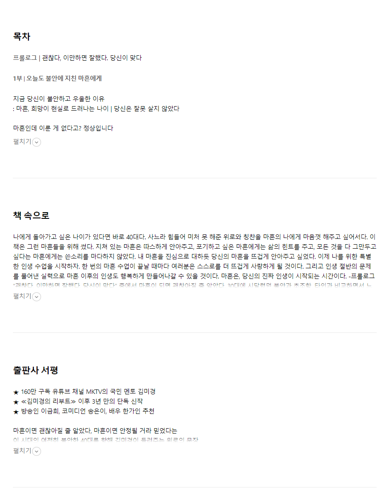 목차
프롤로그 | 괜찮다, 이만하면 잘했다, 당신이 맞다
1부 | 오늘도 불안에 지친 마흔에게
지금 당신이 불안하고 우울한 이유
: 마흔, 희망이 현실로 드러나는 나이 | 당신은 잘못 살지 않았다
마흔인데 이룬 게 없다고? 정상입니다
펼치기
책 속으로
나에게 돌아가고 싶은 나이가 있다면 바로 40대다. 사느라 힘들어 미처 못 해준 위로와 칭찬을 마흔의 나에게 마음껏 해주고 싶어서다. 이
책은 그런 마흔들을 위해 썼다. 지쳐 있는 마흔은 따스하게 안아주고, 포기하고 싶은 마흔에게는 삶의 힌트를 주고, 모든 것을 다 그만두고
싶다는 마흔에게는 쓴소리를 마다하지 않았다. 내 마흔을 진심으로 대하듯 당신의 마흔을 뜨겁게 안아주고 싶었다. 이제 나를 위한 특별
한 인생 수업을 시작하자. 한 번의 마흔 수업이 끝날 때마다 여러분은 스스로를 더 뜨겁게 사랑하게 될 것이다. 그리고 인생 절반의 문제
를 풀어낸 실력으로 마흔 이후의 인생도 행복하게 만들어나갈 수 있을 것이다. 마흔은, 당신의 진짜 인생이 시작되는 시간이다. -프롤로그
펼치기
출판사 서평
★ 160만 구독 유튜브 채널 MKTV의 국민 멘토 김미경
★ ≪김미경의 리부트≫ 이후 3년 만의 단독 신작
★ 방송인 이금희, 코미디언 송은이, 배우 한가인 추천
마흔이면 괜찮아질 줄 알았다, 마흔이면 안정될 거라 믿었다는
펼치기